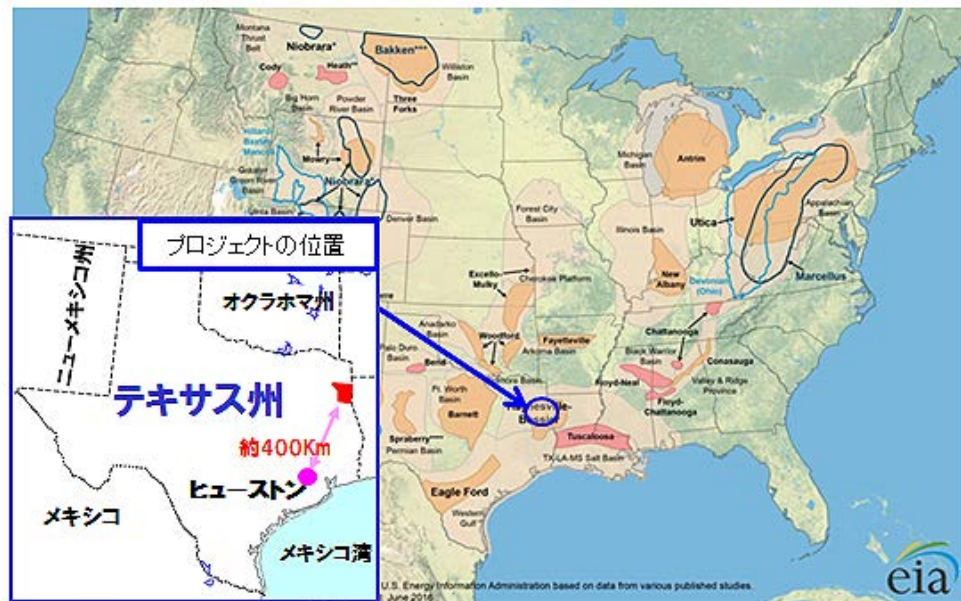 Montana
Thrust
Belt
Niobrara*
Cody
Heath**
Bakken***
Williston
Basin
Big Horn
Basin
Powder
River Basin
Three
Forks
Mowry
Hilliard-
Baxter-
Mancos
Greater
Green River
Basin
Niobrara*
Uinta Basin
Denver Basin
Michigan
Basin
Antrim
Forest City
Basin
Illinois Basin
Utica
Appalachian
Basin
Excello-
Mulky
Cherokee Platform
New
Albany
Devonian
(Ohio)
Marcellus
Chattanooga
Anadarko
Basin
Woodford
Fayetteville
Arkoma Basin
Black Warrior
Basin
Conasauga
Palo Duro
Basin
Bend
Ft. Worth
Basin
Barnett
Floyd-Neal
Valley & Ridge
Province
Floyd-
Chattanooga
Spraberry****
Permian Basin
Tuscaloosa
TX-LA-MS Salt Basin
Eagle Ford
Western
Gulf
プロジェクトの位置
ニューメキシコ州
オクラホマ州
テキサス州
約400Km
ヒューストン
メキシコ
メキシコ湾
U.S. Energy Information Administration based on data from various published studies.
June 2016
eia